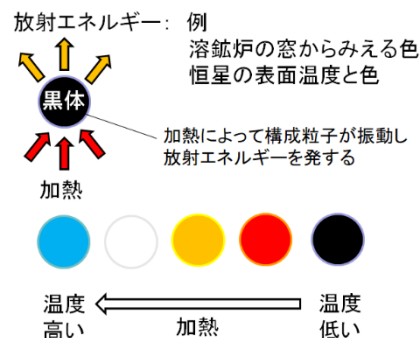 放射エネルギー： 例
溶鉱炉の窓からみえる色
恒星の表面温度と色
黒体
加熱によって構成粒子が振動し
放射エネルギーを発する
加熱
温度
高い
加熱
温度
低い